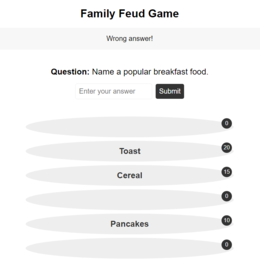 Family Feud Game
Wrong answer!
Question: Name a popular breakfast food.
Enter your answer Submit
0
Toast 20
Cereal 15
0
Pancakes 10
0